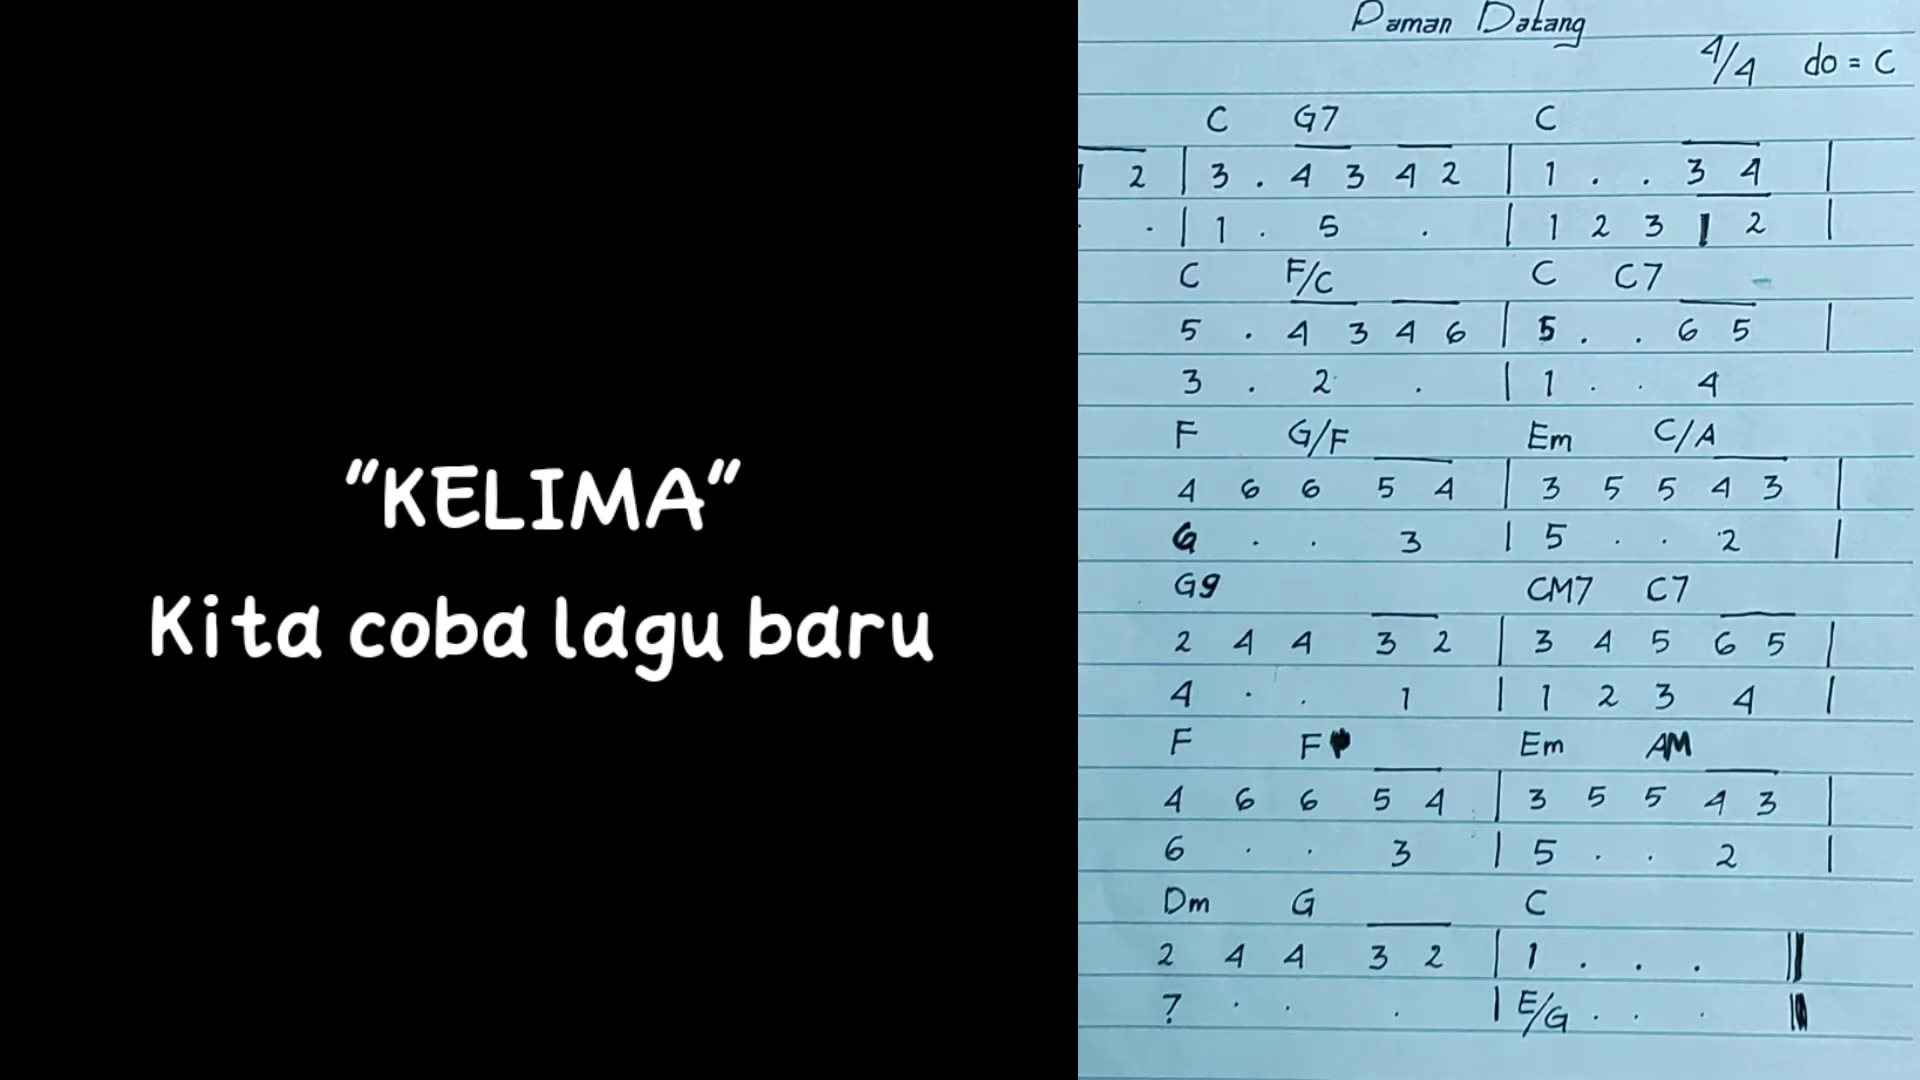 "KELIMA"
Kita coba lagu baru
Paman Datang
4/4 do = C
C G7 C
1 2 | 3 . 4 3 4 2 | 1 . . 3 4 |
. . | 1 . 5 . | 1 2 3 1 2 |
C F/C C C7
5 . 4 3 4 6 | 5 . . 6 5 |
3 . 2 . | 1 . . 4
F G/F Em C/A
4 6 6 5 4 | 3 5 5 4 3 |
6 . . 3 | 5 . . 2 |
G9 CM7 C7
2 4 4 3 2 | 3 4 5 6 5 |
4 . . 1 | 1 2 3 4 |
F F Em AM
4 6 6 5 4 | 3 5 5 4 3 |
6 . . 3 | 5 . . 2 |
Dm G C
2 4 4 3 2 | 1 . . . ||
? . . . | E/G . . . ||